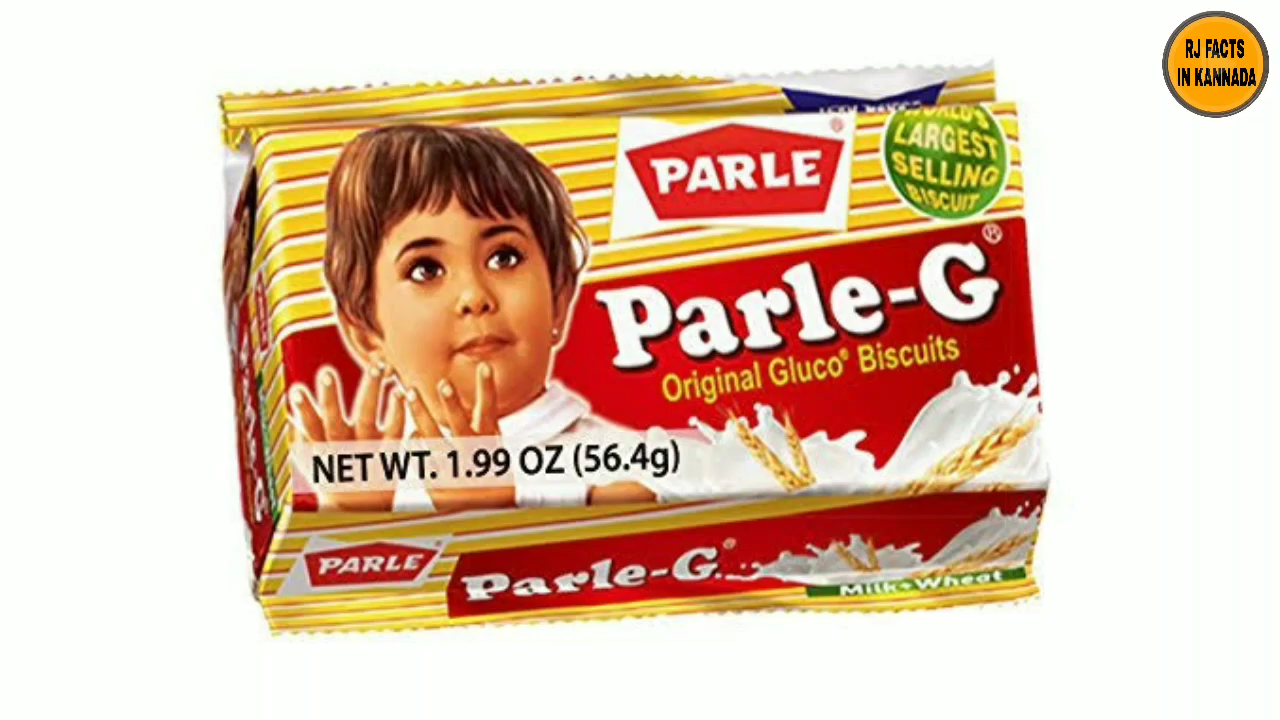 RJ FACTS
IN KANNADA
PARLE
®
WORLD'S
LARGEST
SELLING
BISCUIT
Parle-G®
Original Gluco® Biscuits
NET WT. 1.99 OZ (56.4g)
PARLE
Parle-G®
Milk+Wheat